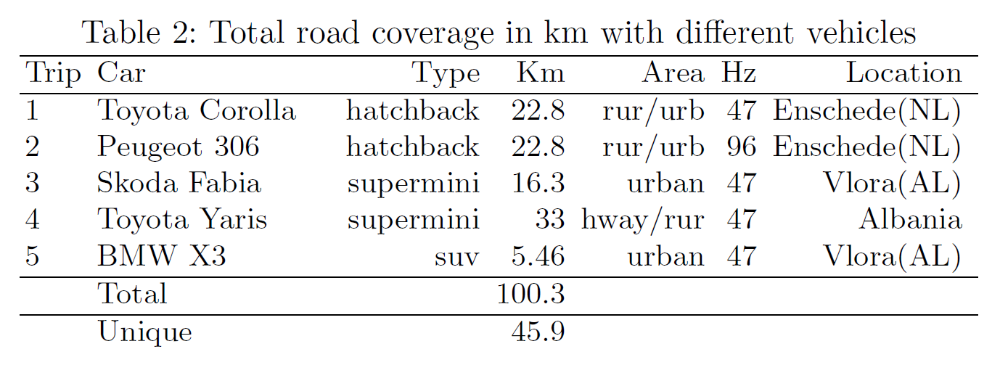 Table 2: Total road coverage in km with different vehicles
Trip Car Type Km Area Hz Location
1 Toyota Corolla hatchback 22.8 rur/urb 47 Enschede(NL)
2 Peugeot 306 hatchback 22.8 rur/urb 96 Enschede(NL)
3 Skoda Fabia supermini 16.3 urban 47 Vlora(AL)
4 Toyota Yaris supermini 33 hway/rur 47 Albania
5 BMW X3 suv 5.46 urban 47 Vlora(AL)
Total 100.3
Unique 45.9